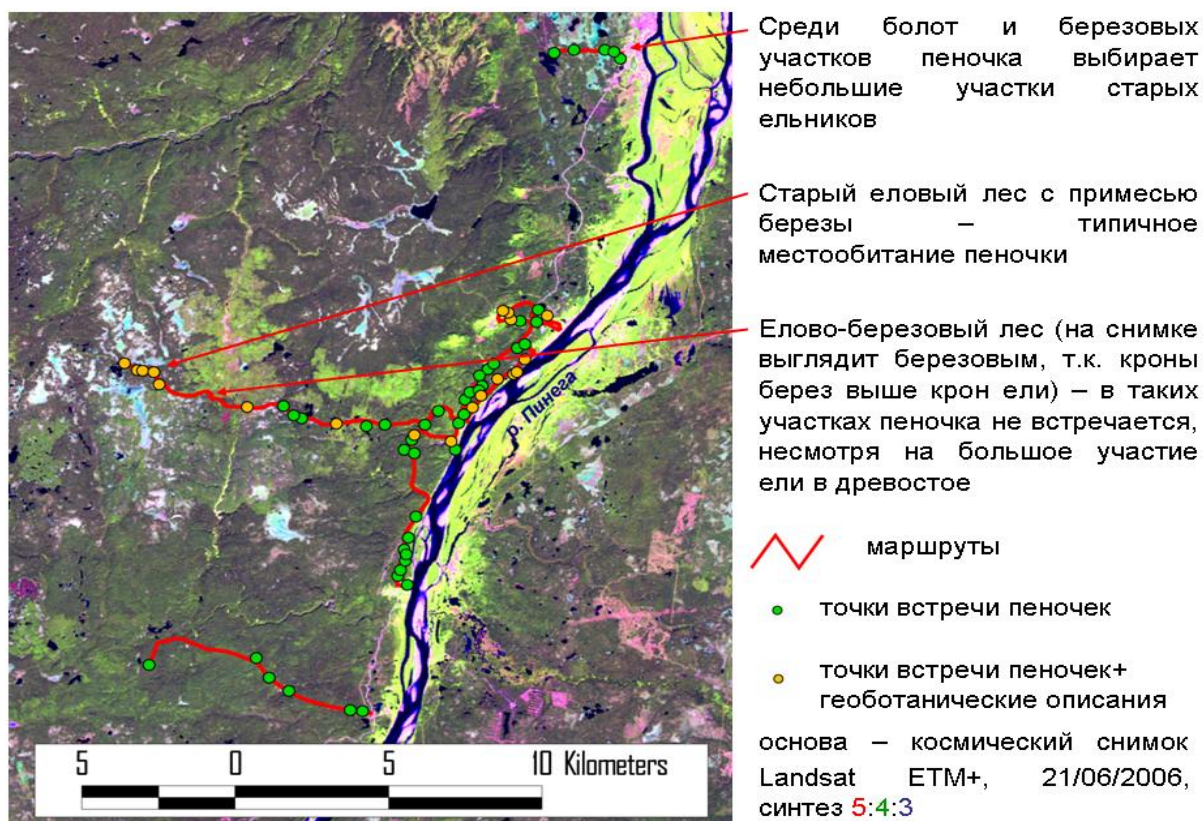 Среди болот и березовых
участков пеночка выбирает
небольшие участки старых
ельников
Старый еловый лес с примесью
березы – типичное
местообитание пеночки
Елово-березовый лес (на снимке
выглядит березовым, т.к. кроны
берез выше крон ели) – в таких
участках пеночка не встречается,
несмотря на большое участие
ели в древостое
маршруты
точки встречи пеночек
точки встречи пеночек+
геоботанические описания
основа – космический снимок
Landsat ETM+, 21/06/2006,
синтез 5:4:3
р. Пинега
5 0 5 10 Kilometers